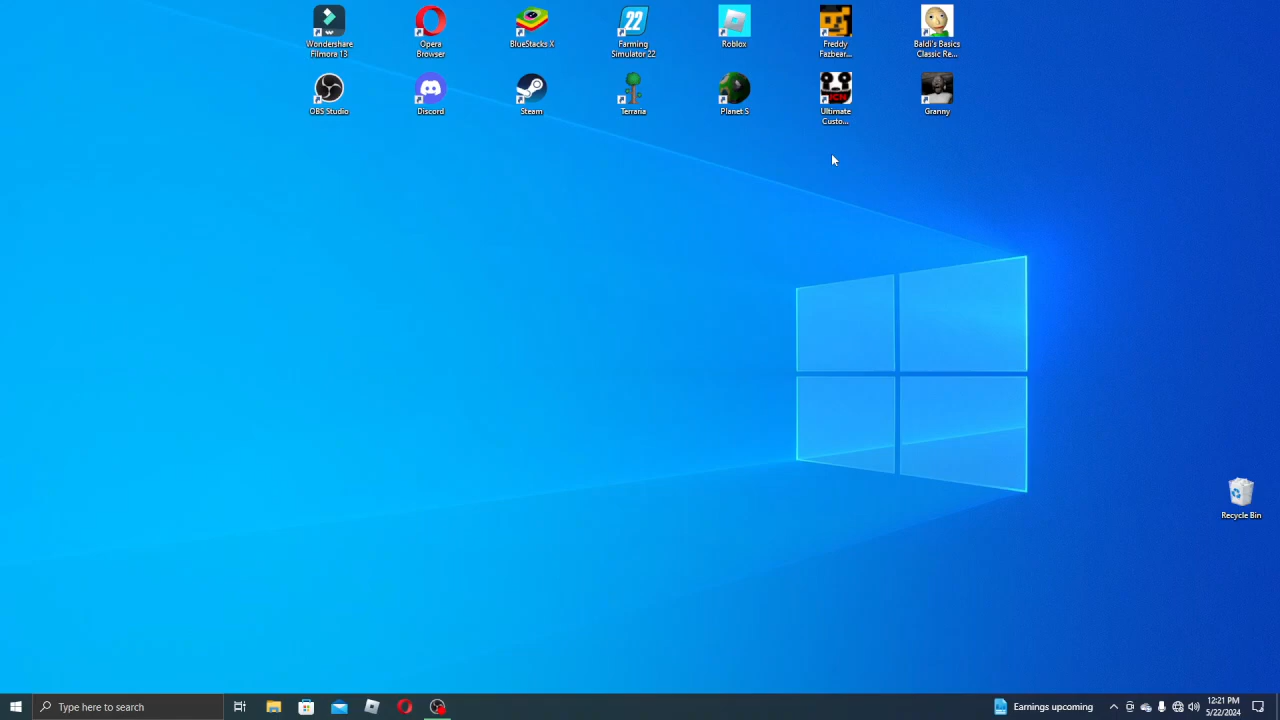 Wondershare
Filmora 13
Opera
Browser
BlueStacks X
22
Farming
Simulator 22
Roblox
Freddy
Fazbear...
Baldi's Basics
Classic Re...
OBS Studio
Discord
Steam
Terraria
Planet S
UCN
Ultimate
Custo...
Granny
Recycle Bin
Type here to search
Earnings upcoming
12:21 PM
5/22/2024